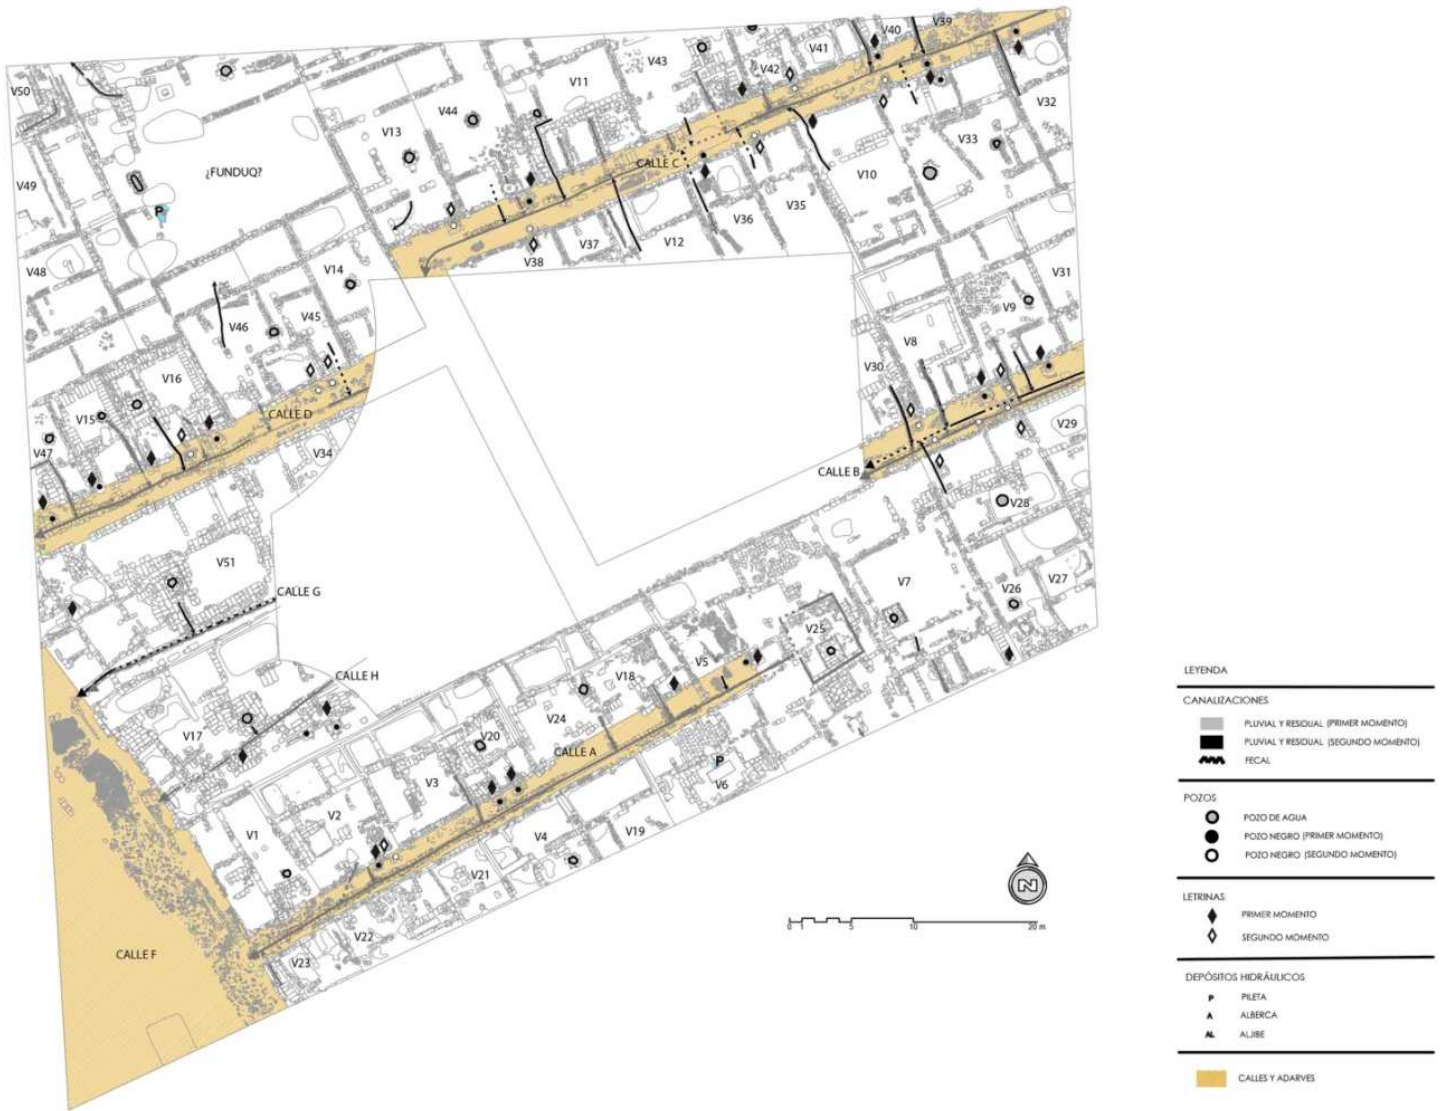 V39
V40
V50
V41
V43
V42
V11
V44
V32
V13
V33
¿FUNDUQ?
CALLE C
V10
V49
P
V35
V36
V12
V37
V38
V48
V14
V31
V9
V45
V46
V8
V30
V16
CALLE D
V15
V29
V34
V47
CALLE B
V28
V51
V7
V27
V26
CALLE G
V25
V5
CALLE H
V18
V24
V17
V20
CALLE A
P
V6
V3
V2
V1
V4
V19
V21
V22
CALLE F
V23
N
0 1 5 10 20 m
LEYENDA
CANALIZACIONES
PLUVIAL Y RESIDUAL (PRIMER MOMENTO)
PLUVIAL Y RESIDUAL (SEGUNDO MOMENTO)
FECAL
POZOS
POZO DE AGUA
POZO NEGRO (PRIMER MOMENTO)
POZO NEGRO (SEGUNDO MOMENTO)
LETRINAS
PRIMER MOMENTO
SEGUNDO MOMENTO
DEPÓSITOS HIDRÁULICOS
P PILETA
A ALBERCA
AL ALJIBE
CALLES Y ADARVES